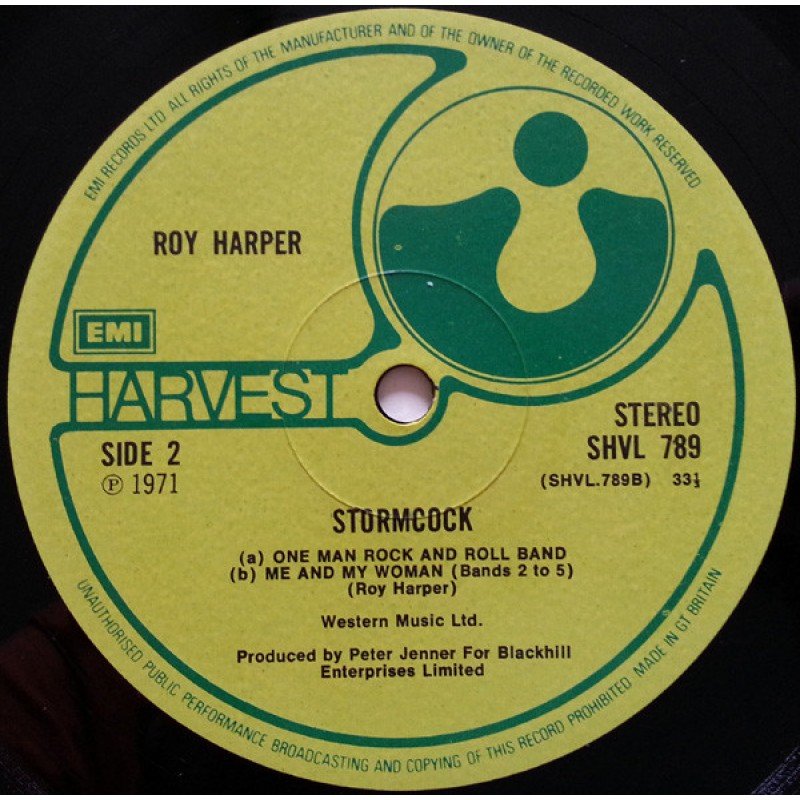 EMI RECORDS LTD ALL RIGHTS OF THE MANUFACTURER AND OF THE OWNER OF THE RECORDED WORK RESERVED
ROY HARPER
EMI
HARVEST
SIDE 2
℗ 1971
STEREO
SHVL 789
(SHVL.789B) 33⅓
STORMCOCK
(a) ONE MAN ROCK AND ROLL BAND
(b) ME AND MY WOMAN (Bands 2 to 5)
(Roy Harper)
Western Music Ltd.
Produced by Peter Jenner For Blackhill
Enterprises Limited
UNAUTHORISED PUBLIC PERFORMANCE BROADCASTING AND COPYING OF THIS RECORD PROHIBITED MADE IN GT BRITAIN